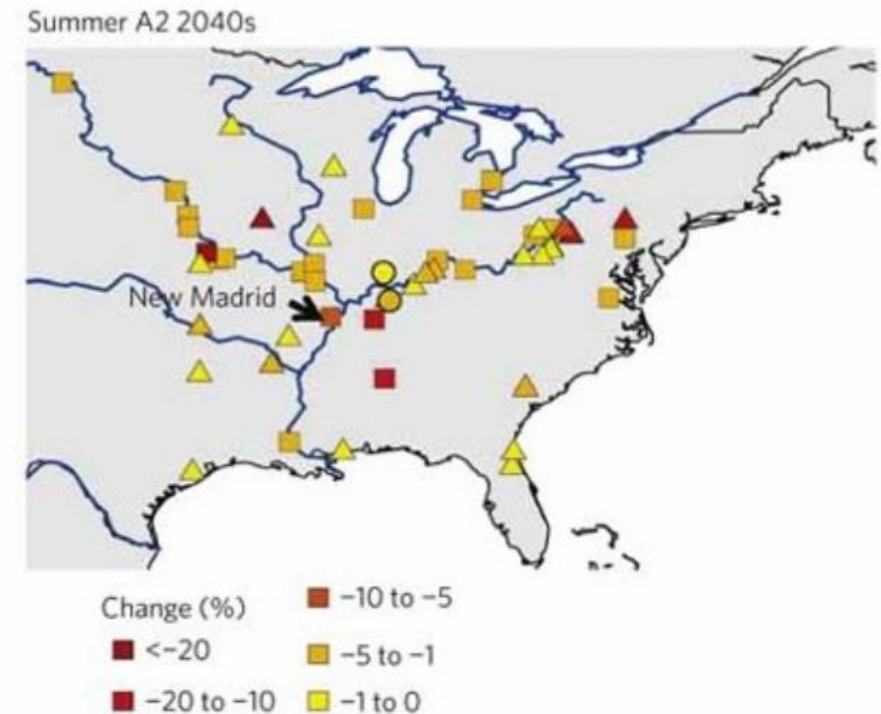 Summer A2 2040s
New Madrid
Change (%)
<−20
−20 to −10
−10 to −5
−5 to −1
−1 to 0